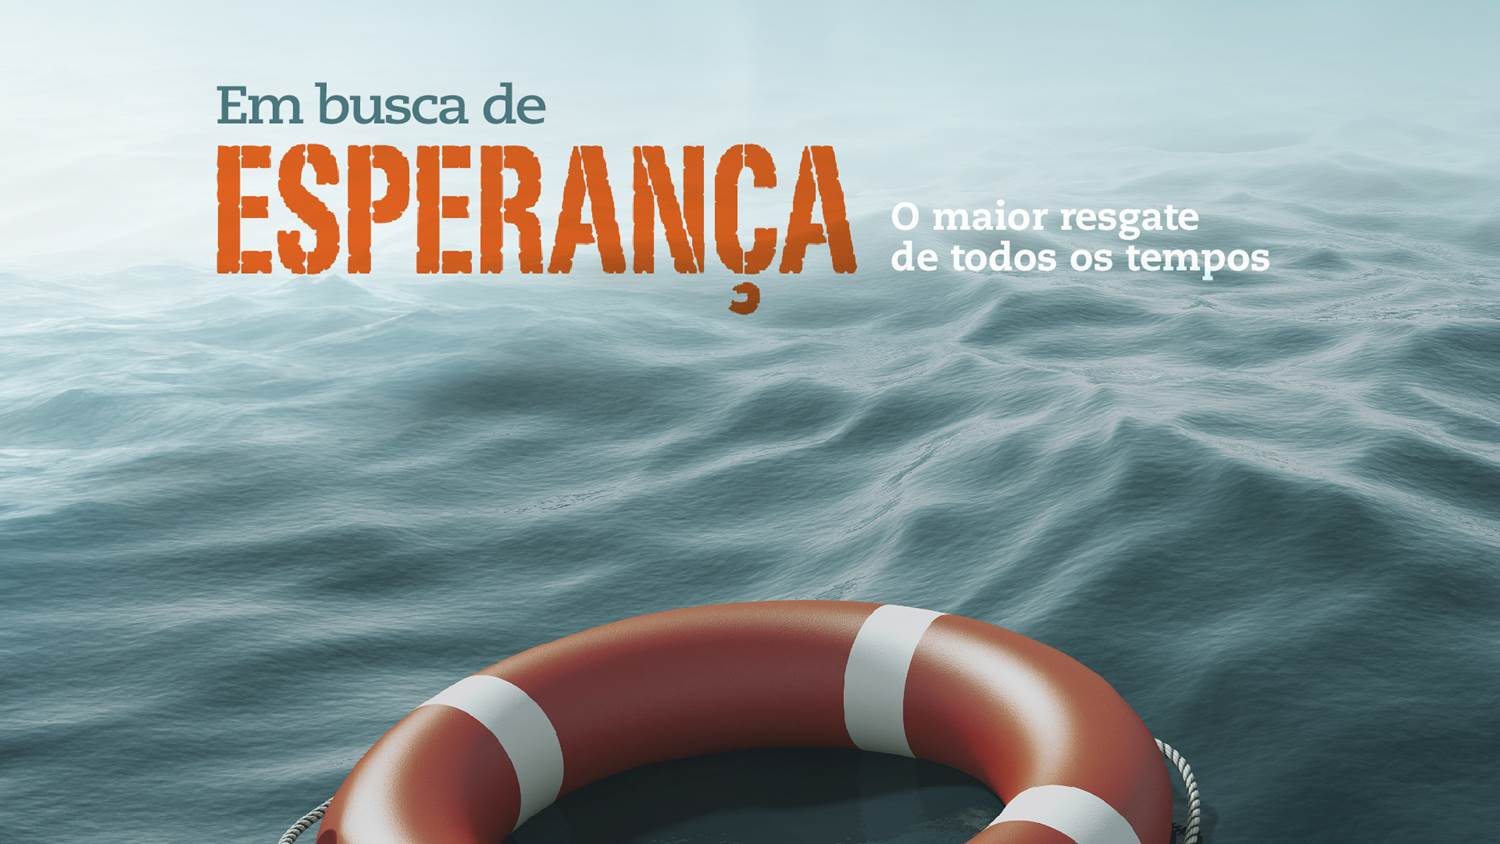 Em busca de
ESPERANÇA
O maior resgate
de todos os tempos